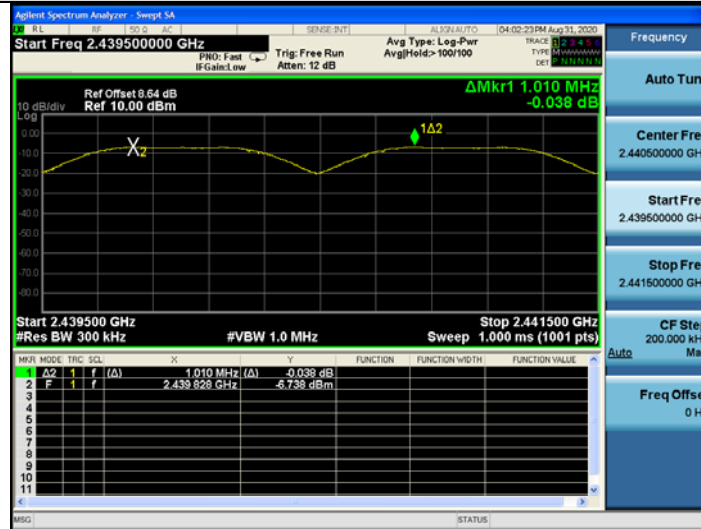 Agilent Spectrum Analyzer - Swept SA
RL RF 50 Ω AC SENSE:INT ALIGNAUTO 04:02:23 PM Aug 31, 2020
Start Freq 2.439500000 GHz
PNO: Fast
IFGain:Low
Trig: Free Run
Atten: 12 dB
Avg Type: Log-Pwr
Avg|Hold:>100/100
TRACE 1 2 3 4 5 6
TYPE M
DET P N N N N N
Ref Offset 8.64 dB
Ref 10.00 dBm
10 dB/div
Log
ΔMkr1 1.010 MHz
-0.038 dB
0.00
-10.0
-20.0
-30.0
-40.0
-50.0
-60.0
-70.0
-80.0
X2
1Δ2
Start 2.439500 GHz
Stop 2.441500 GHz
#Res BW 300 kHz
#VBW 1.0 MHz
Sweep 1.000 ms (1001 pts)
MKR MODE TRC SCL X Y FUNCTION FUNCTION WIDTH FUNCTION VALUE
1 Δ2 1 f (Δ) 1.010 MHz (Δ) -0.038 dB
2 F 1 f 2.439 828 GHz -6.738 dBm
3
4
5
6
7
8
9
10
11
MSG STATUS
Frequency
Auto Tun
Center Fre
2.440500000 GH
Start Fre
2.439500000 GH
Stop Fre
2.441500000 GH
CF Ste
200.000 kH
Auto Ma
Freq Offse
0 H